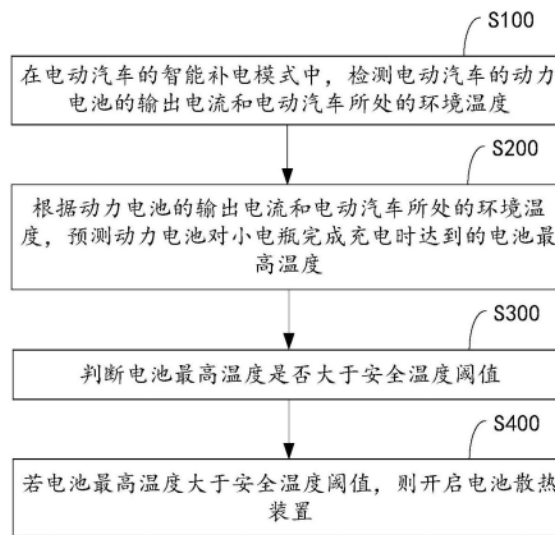 S100
在电动汽车的智能补电模式中，检测电动汽车的动力
电池的输出电流和电动汽车所处的环境温度
S200
根据动力电池的输出电流和电动汽车所处的环境温
度，预测动力电池对小电瓶完成充电时达到的电池最
高温度
S300
判断电池最高温度是否大于安全温度阈值
S400
若电池最高温度大于安全温度阈值，则开启电池散热
装置